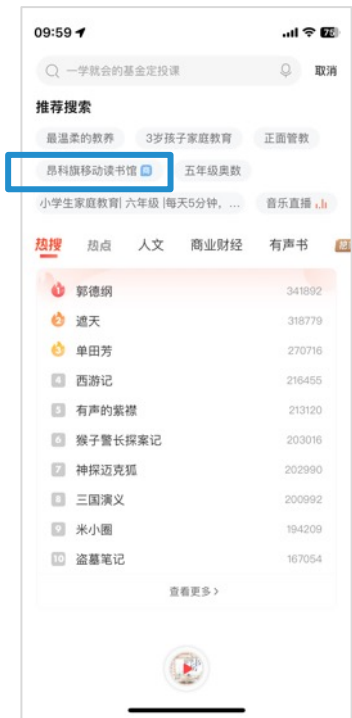 09:59
75
一学就会的基金定投课
取消
推荐搜索
最温柔的教养 3岁孩子家庭教育 正面管教
昂科旗移动读书馆 五年级奥数
小学生家庭教育| 六年级 |每天5分钟，... 音乐直播
热搜 热点 人文 商业财经 有声书
1 郭德纲 341892
2 遮天 318779
3 单田芳 270716
4 西游记 216455
5 有声的紫襟 213120
6 猴子警长探案记 203016
7 神探迈克狐 202990
8 三国演义 200992
9 米小圈 194209
10 盗墓笔记 167054
查看更多>